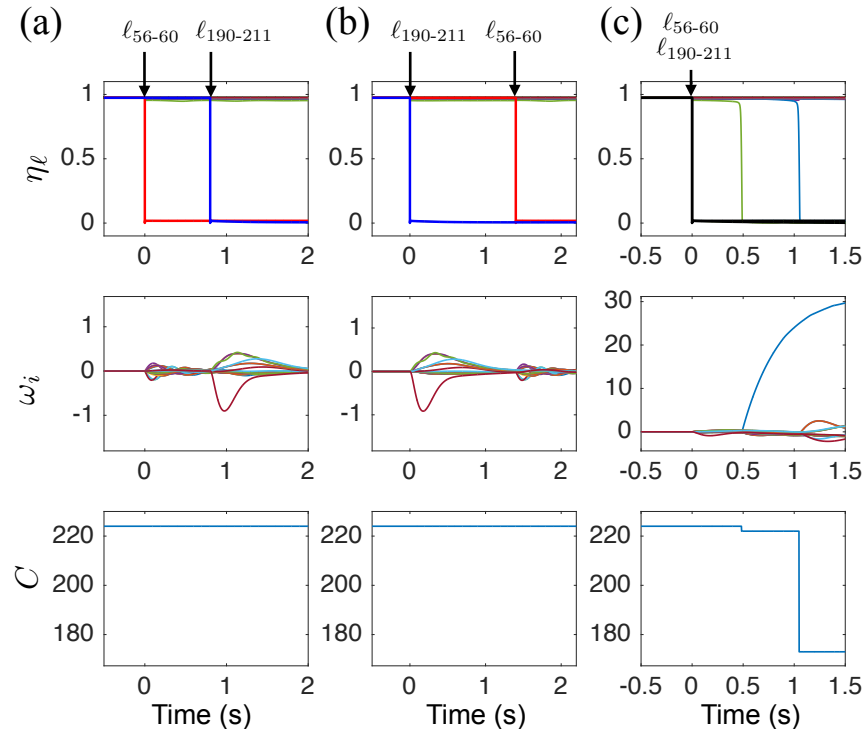 (a) (b) (c)
ℓ56-60 ℓ190-211 ℓ190-211 ℓ56-60 ℓ56-60
ℓ190-211
1 1 1
ηℓ 0.5 0.5 0.5
0 0 0
0 1 2 0 1 2 -0.5 0 0.5 1 1.5
1 1 30
ωi 0 0 20
-1 -1 10
0
0 1 2 0 1 2 -0.5 0 0.5 1 1.5
220 220 220
C 200 200 200
180 180 180
0 1 2 0 1 2 -0.5 0 0.5 1 1.5
Time (s) Time (s) Time (s)